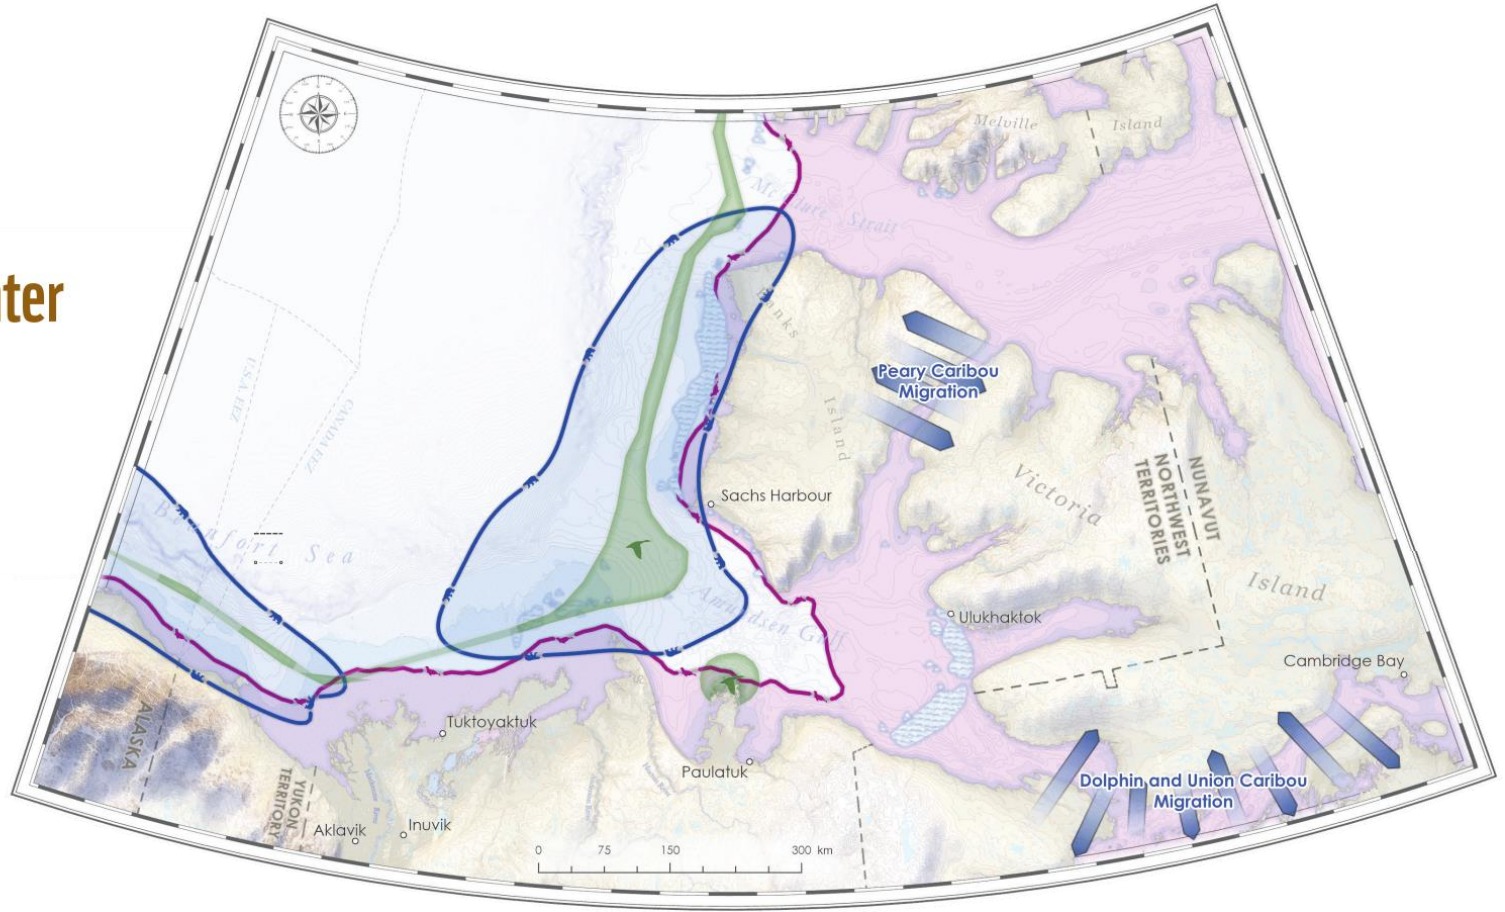 nter
Melville Island
M'Clure Strait
Banks
Island
Peary Caribou
Migration
USA EEZ
CANADA EEZ
Beaufort Sea
Sachs Harbour
Victoria
Island
NUNAVUT
NORTHWEST
TERRITORIES
Amundsen Gulf
Ulukhaktok
Cambridge Bay
Tuktoyaktuk
Paulatuk
Dolphin and Union Caribou
Migration
ALASKA
YUKON
TERRITORY
Aklavik
Inuvik
0 75 150 300 km